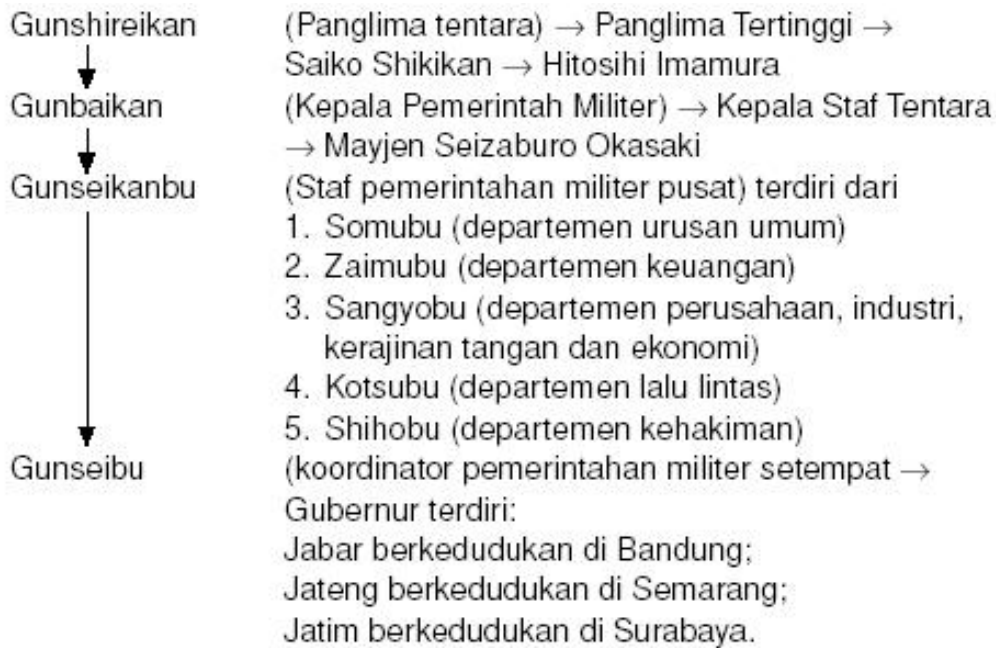 Gunshireikan (Panglima tentara) → Panglima Tertinggi →
Saiko Shikikan → Hitosihi Imamura
Gunbaikan (Kepala Pemerintah Militer) → Kepala Staf Tentara
→ Mayjen Seizaburo Okasaki
Gunseikanbu (Staf pemerintahan militer pusat) terdiri dari
1. Somubu (departemen urusan umum)
2. Zaimubu (departemen keuangan)
3. Sangyobu (departemen perusahaan, industri,
kerajinan tangan dan ekonomi)
4. Kotsubu (departemen lalu lintas)
5. Shihobu (departemen kehakiman)
Gunseibu (koordinator pemerintahan militer setempat →
Gubernur terdiri:
Jabar berkedudukan di Bandung;
Jateng berkedudukan di Semarang;
Jatim berkedudukan di Surabaya.